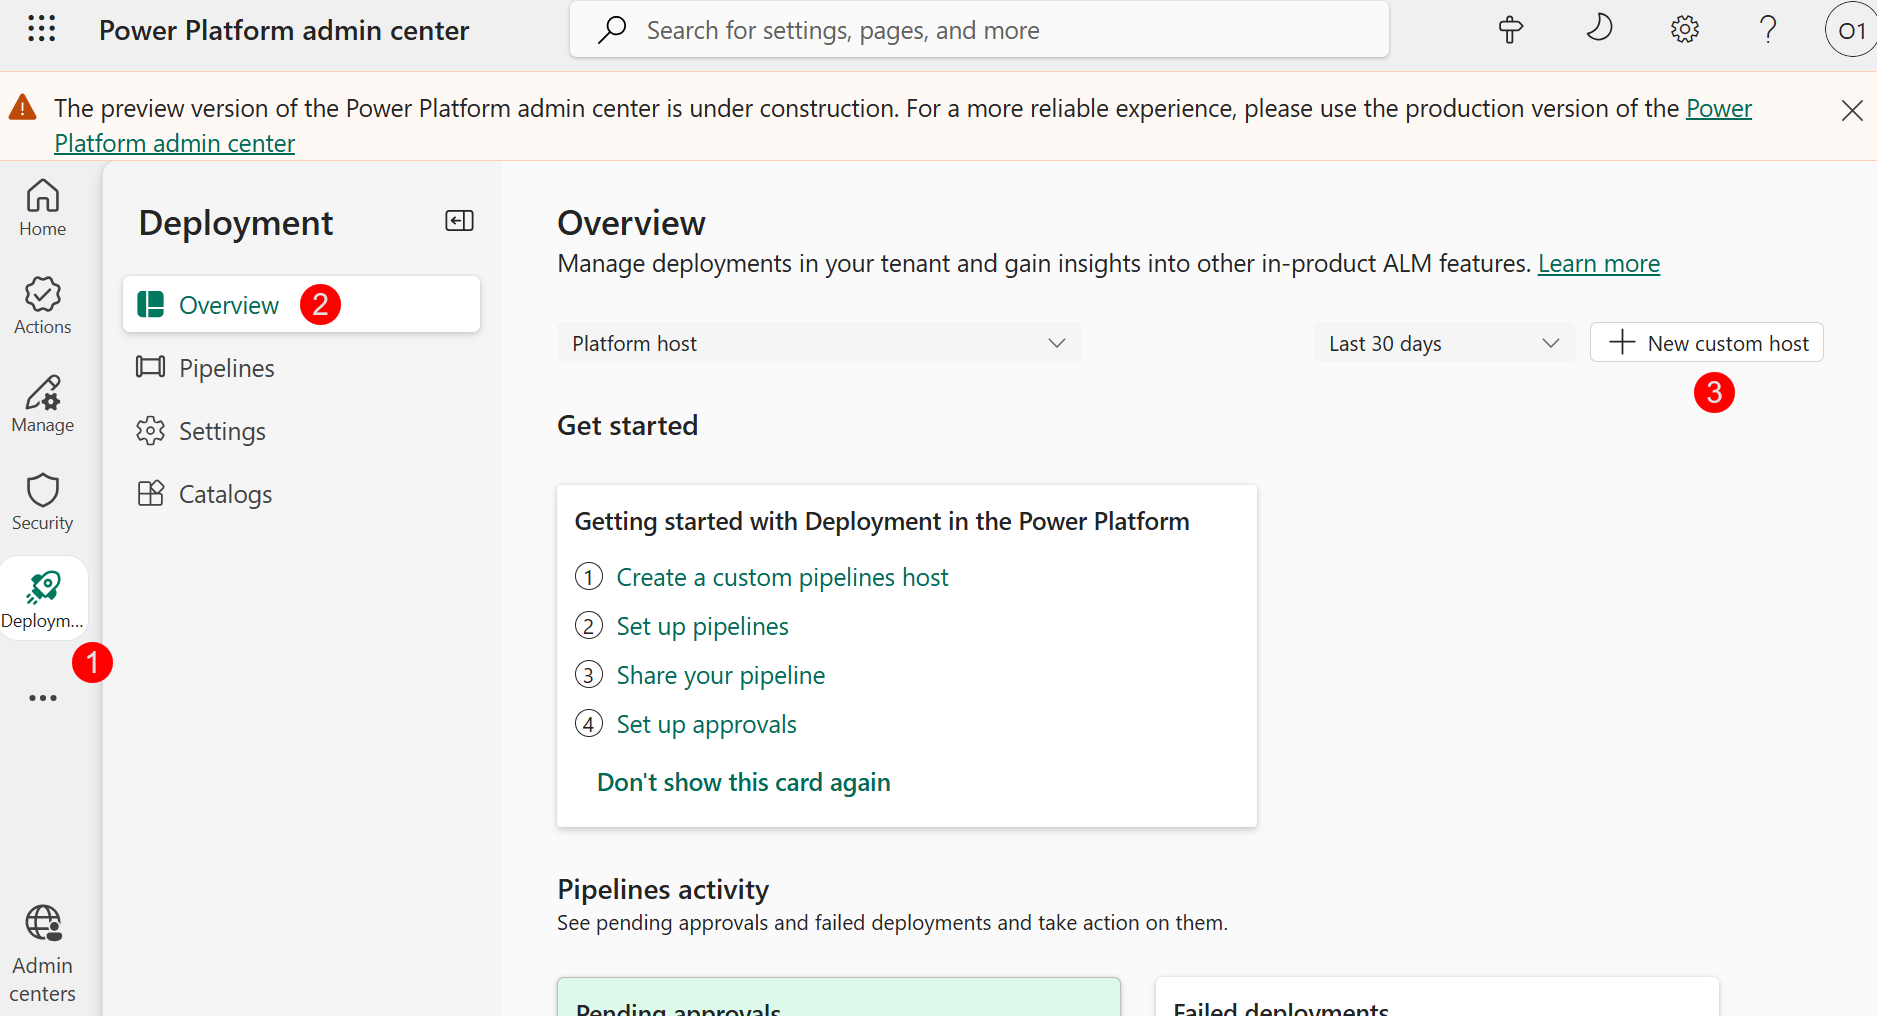 Power Platform admin center
Search for settings, pages, and more
O1
The preview version of the Power Platform admin center is under construction. For a more reliable experience, please use the production version of the Power
Platform admin center
Home
Actions
Manage
Security
Deploym...
1
Admin
centers
Deployment
Overview 2
Pipelines
Settings
Catalogs
Overview
Manage deployments in your tenant and gain insights into other in-product ALM features. Learn more
Platform host
Last 30 days
New custom host
3
Get started
Getting started with Deployment in the Power Platform
1 Create a custom pipelines host
2 Set up pipelines
3 Share your pipeline
4 Set up approvals
Don't show this card again
Pipelines activity
See pending approvals and failed deployments and take action on them.
Pending approvals
Failed deployments